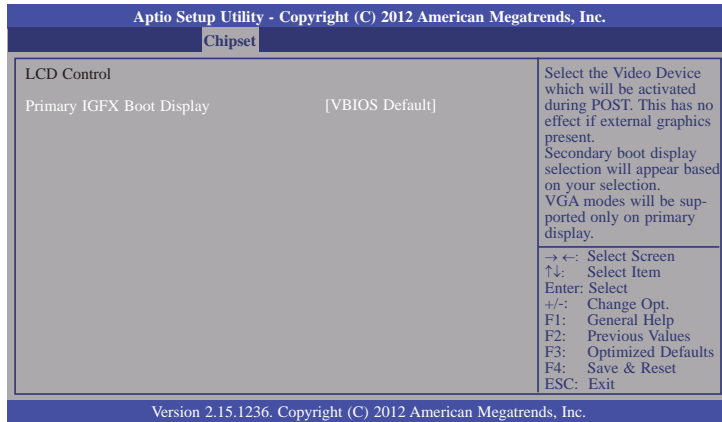 Aptio Setup Utility - Copyright (C) 2012 American Megatrends, Inc.
Chipset
LCD Control
Primary IGFX Boot Display [VBIOS Default]
Select the Video Device
which will be activated
during POST. This has no
effect if external graphics
present.
Secondary boot display
selection will appear based
on your selection.
VGA modes will be sup-
ported only on primary
display.
→ ←: Select Screen
↑↓: Select Item
Enter: Select
+/-: Change Opt.
F1: General Help
F2: Previous Values
F3: Optimized Defaults
F4: Save & Reset
ESC: Exit
Version 2.15.1236. Copyright (C) 2012 American Megatrends, Inc.